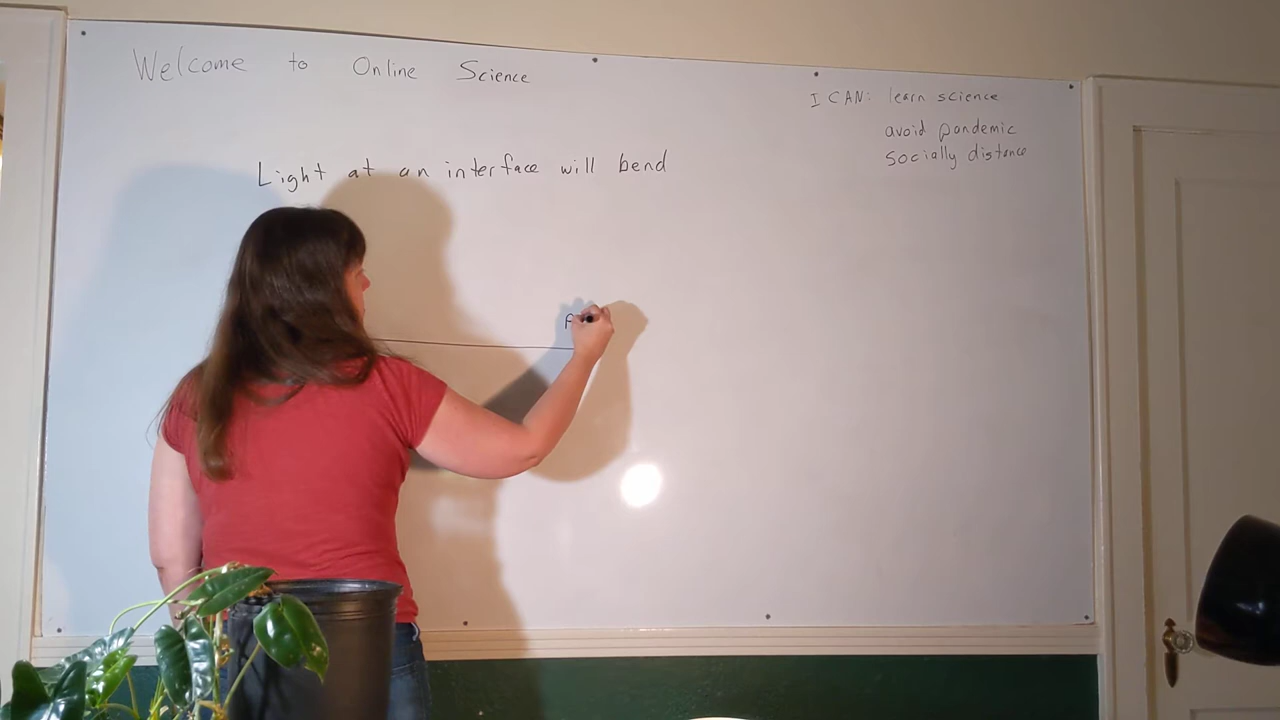 Welcome to Online Science
I CAN: learn science
avoid pandemic
socially distance
Light at an interface will bend